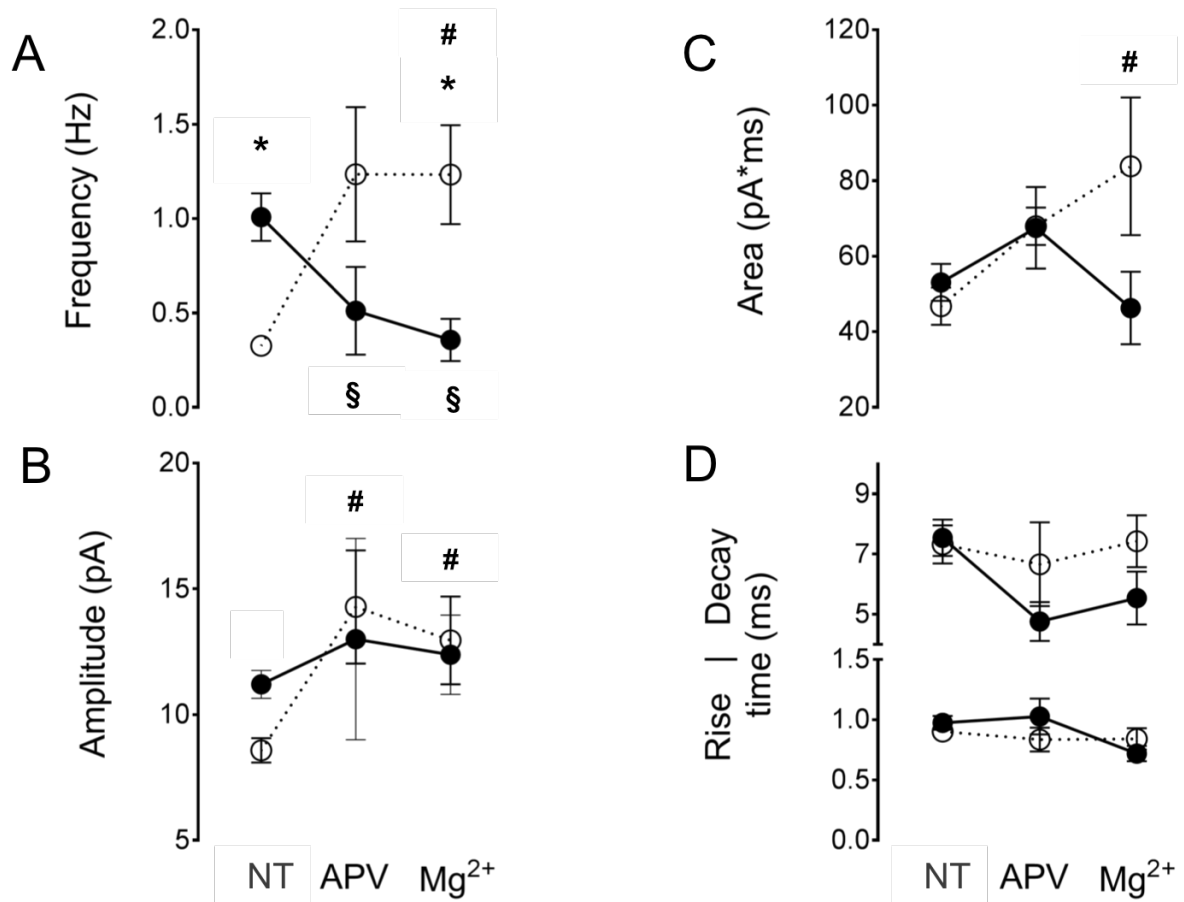 A
Frequency (Hz)
2.0
1.5
1.0
0.5
0.0
*
#
*
§
§
B
Amplitude (pA)
20
15
10
5
#
#
NT
APV
Mg²⁺
C
Area (pA*ms)
120
100
80
60
40
20
#
D
Rise | Decay
time (ms)
9
7
5
1.5
1.0
0.5
0.0
NT
APV
Mg²⁺